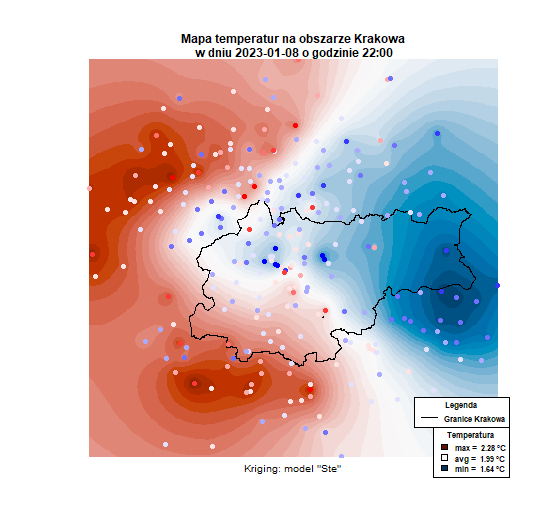 Mapa temperatur na obszarze Krakowa
w dniu 2023-01-08 o godzinie 22:00
Legenda
Granice Krakowa
Temperatura
max = 2.28 °C
avg = 1.99 °C
min = 1.64 °C
Kriging: model "Ste"